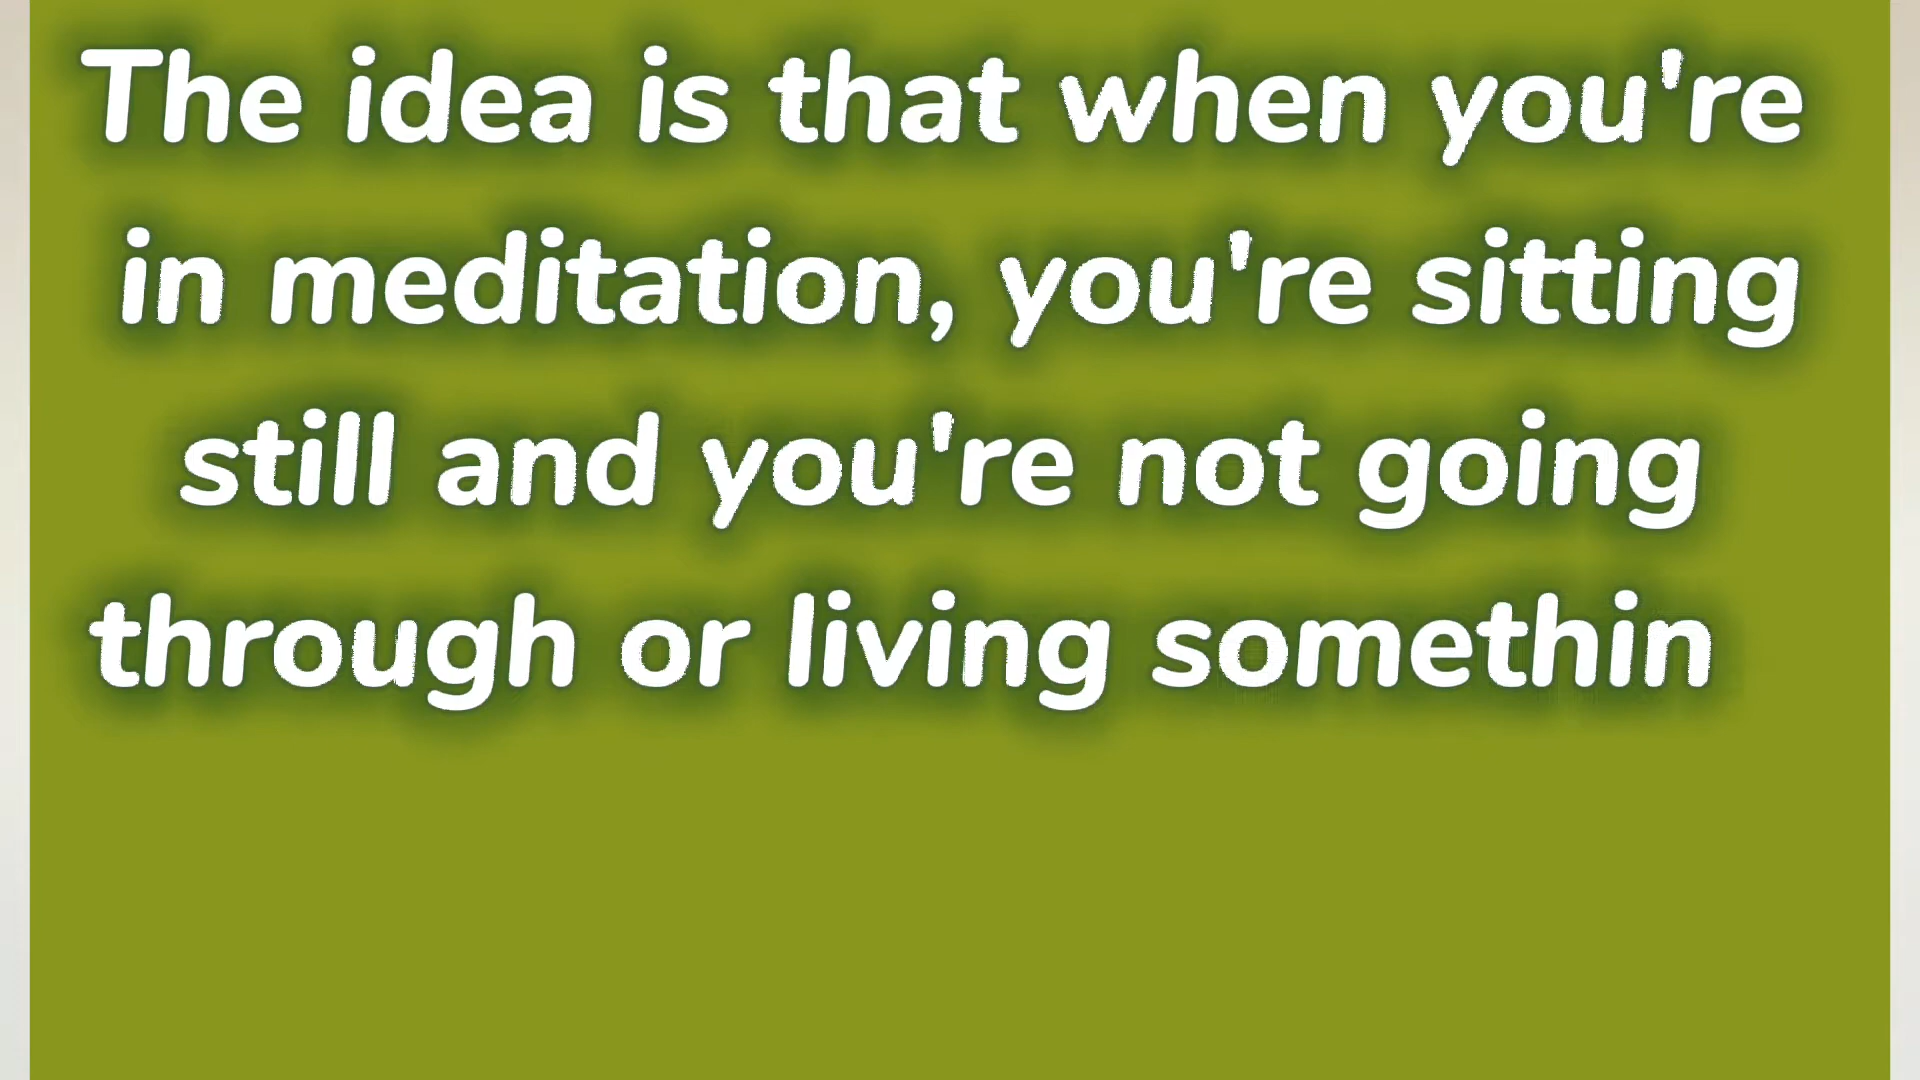 The idea is that when you're
in meditation, you're sitting
still and you're not going
through or living somethin